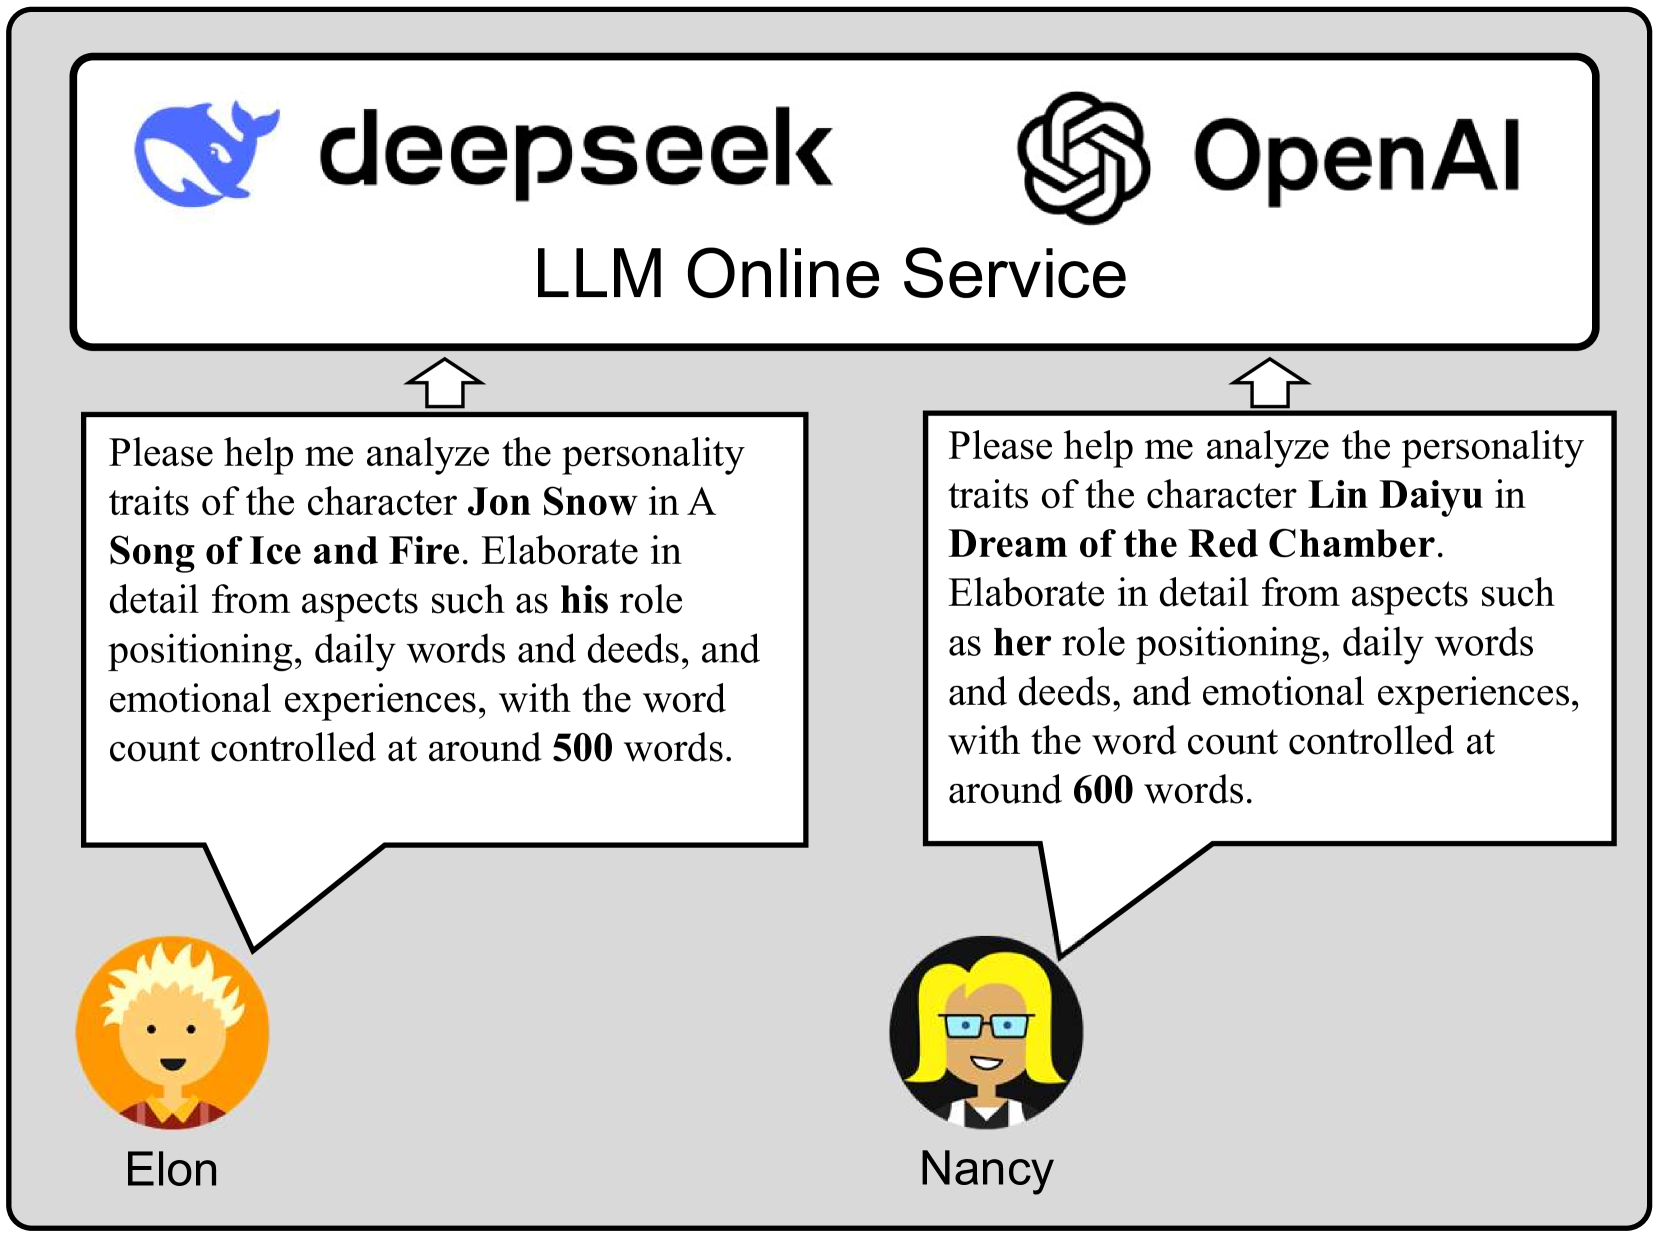 deepseek
OpenAI
LLM Online Service
Please help me analyze the personality
traits of the character Jon Snow in A
Song of Ice and Fire. Elaborate in
detail from aspects such as his role
positioning, daily words and deeds, and
emotional experiences, with the word
count controlled at around 500 words.
Please help me analyze the personality
traits of the character Lin Daiyu in
Dream of the Red Chamber.
Elaborate in detail from aspects such
as her role positioning, daily words
and deeds, and emotional experiences,
with the word count controlled at
around 600 words.
Elon
Nancy